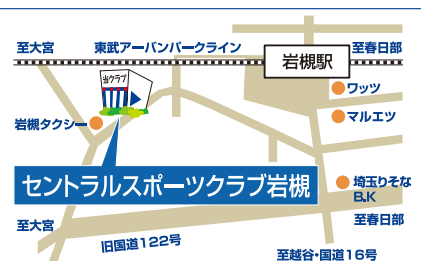 至大宮
東武アーバンパークライン
岩槻駅
至春日部
当クラブ
ワッツ
マルエツ
岩槻タクシー
セントラルスポーツクラブ岩槻
埼玉りそな
B.K
至大宮
至春日部
旧国道122号
至越谷・国道16号